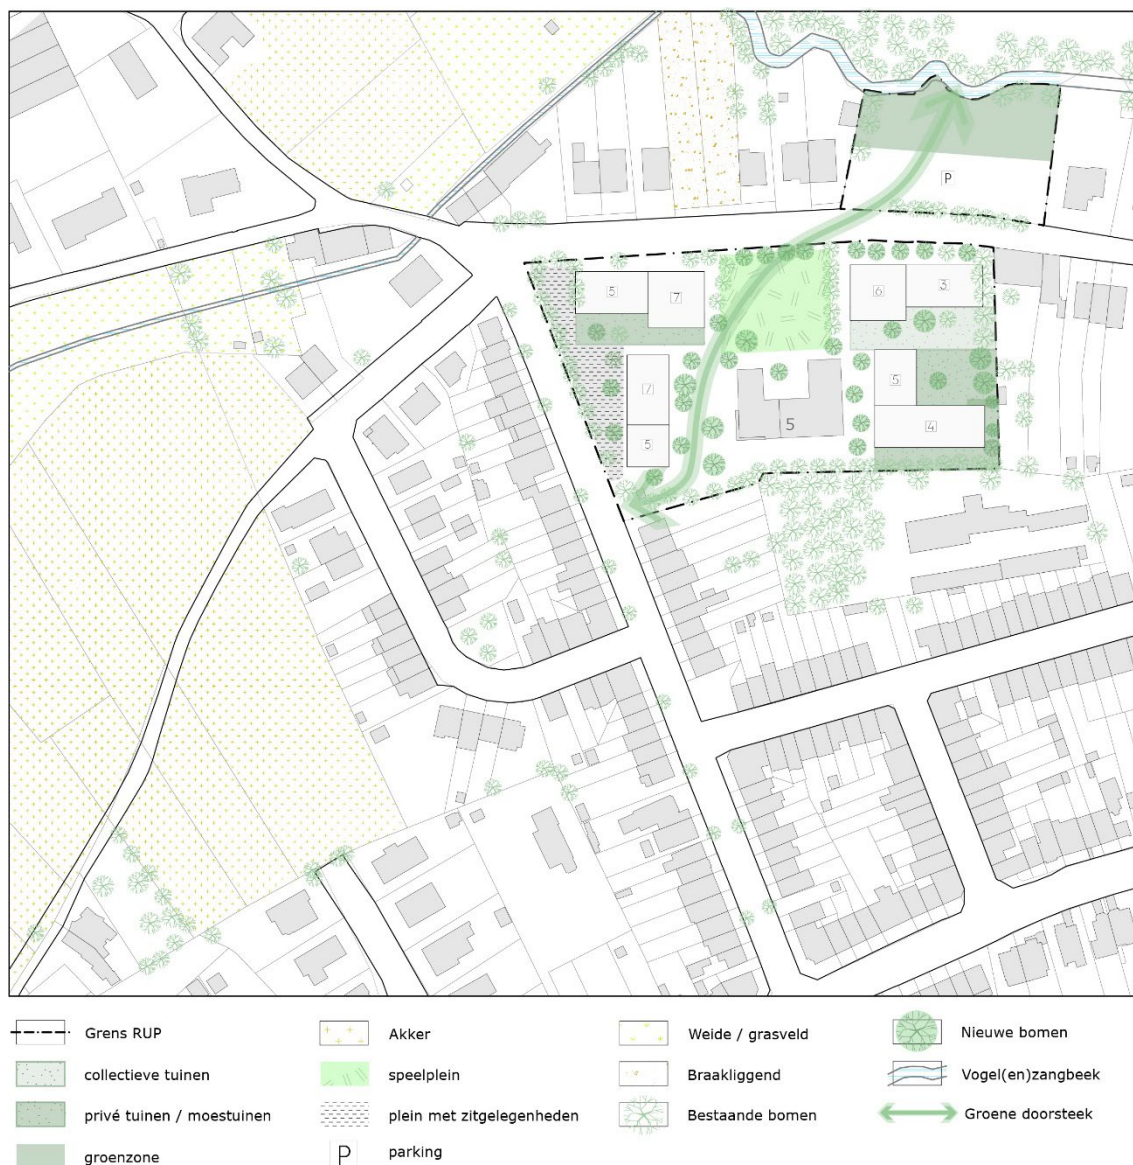 P
5
7
6
3
7
5
5
4
5
Grens RUP
Akker
Weide / grasveld
Nieuwe bomen
collectieve tuinen
speelplein
Braakliggend
Vogel(en)zangbeek
privé tuinen / moestuinen
plein met zitgelegenheden
Bestaande bomen
Groene doorsteek
groenzone
P
parking